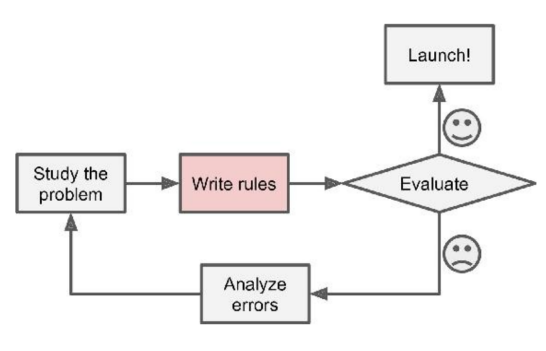 Launch!
Study the
problem
Write rules
Evaluate
Analyze
errors